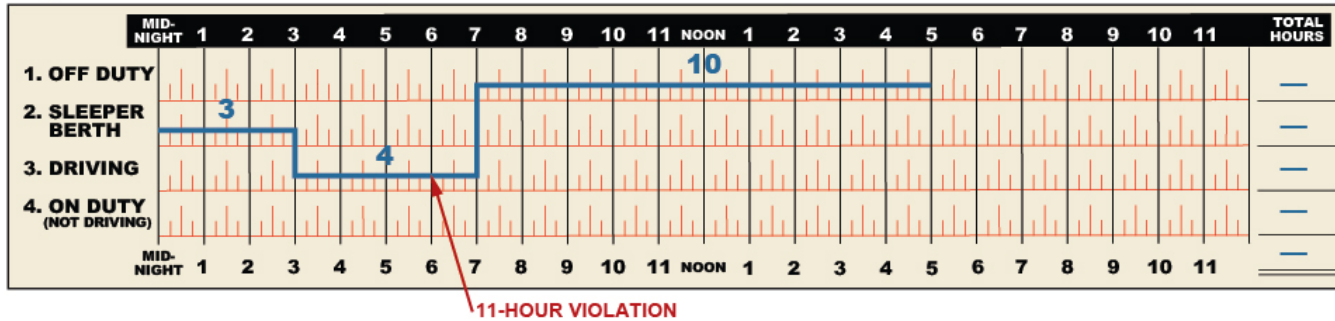 MID-
NIGHT 1 2 3 4 5 6 7 8 9 10 11 NOON 1 2 3 4 5 6 7 8 9 10 11 TOTAL
HOURS
1. OFF DUTY 10 —
2. SLEEPER
BERTH 3 —
3. DRIVING 4 —
4. ON DUTY
(NOT DRIVING) —
MID-
NIGHT 1 2 3 4 5 6 7 8 9 10 11 NOON 1 2 3 4 5 6 7 8 9 10 11 —
11-HOUR VIOLATION